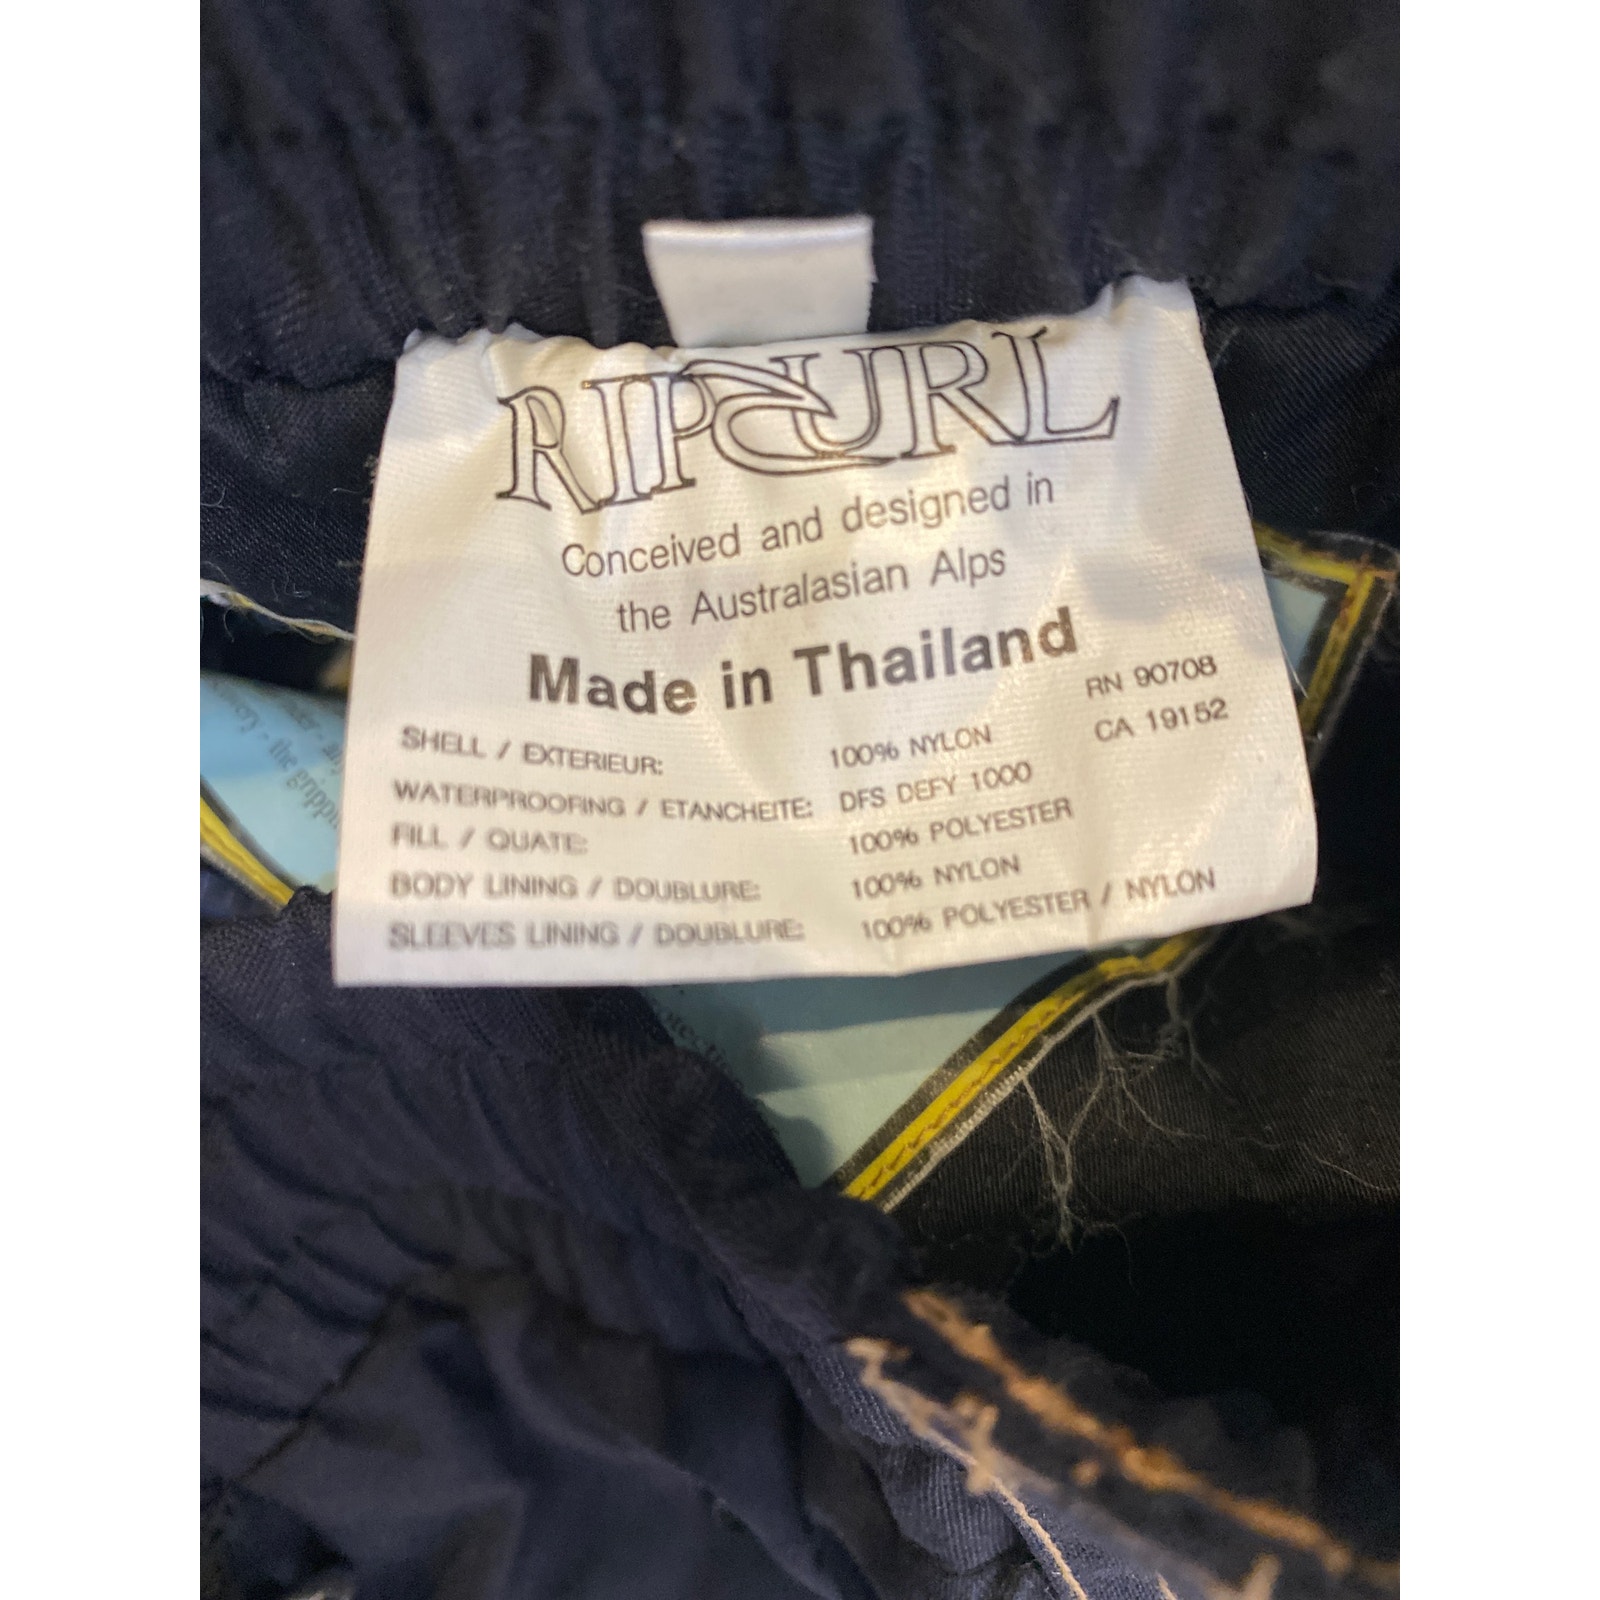 RIP CURL
Conceived and designed in
the Australasian Alps
Made in Thailand
RN 90708
CA 19152
SHELL / EXTERIEUR: 100% NYLON
WATERPROOFING / ETANCHEITE: DFS DEFY 1000
FILL / QUATE: 100% POLYESTER
BODY LINING / DOUBLURE: 100% NYLON
SLEEVES LINING / DOUBLURE: 100% POLYESTER / NYLON